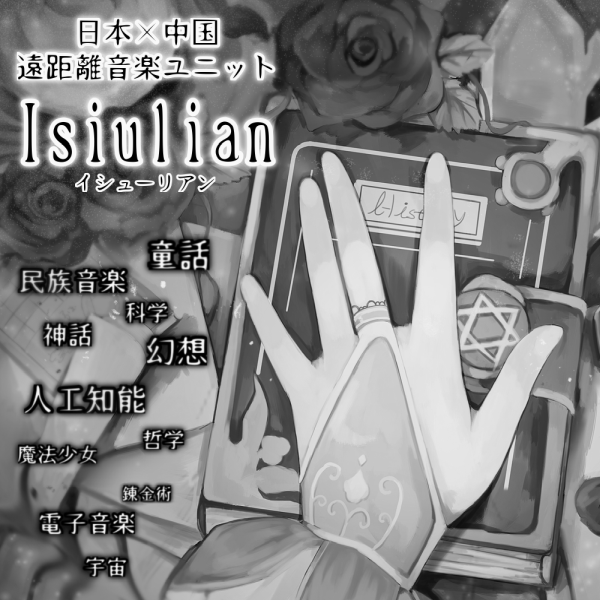 日本×中国
遠距離音楽ユニット
Isiulian
イシューリアン
History
童話
民族音楽
科学
神話
幻想
人工知能
哲学
魔法少女
錬金術
電子音楽
宇宙